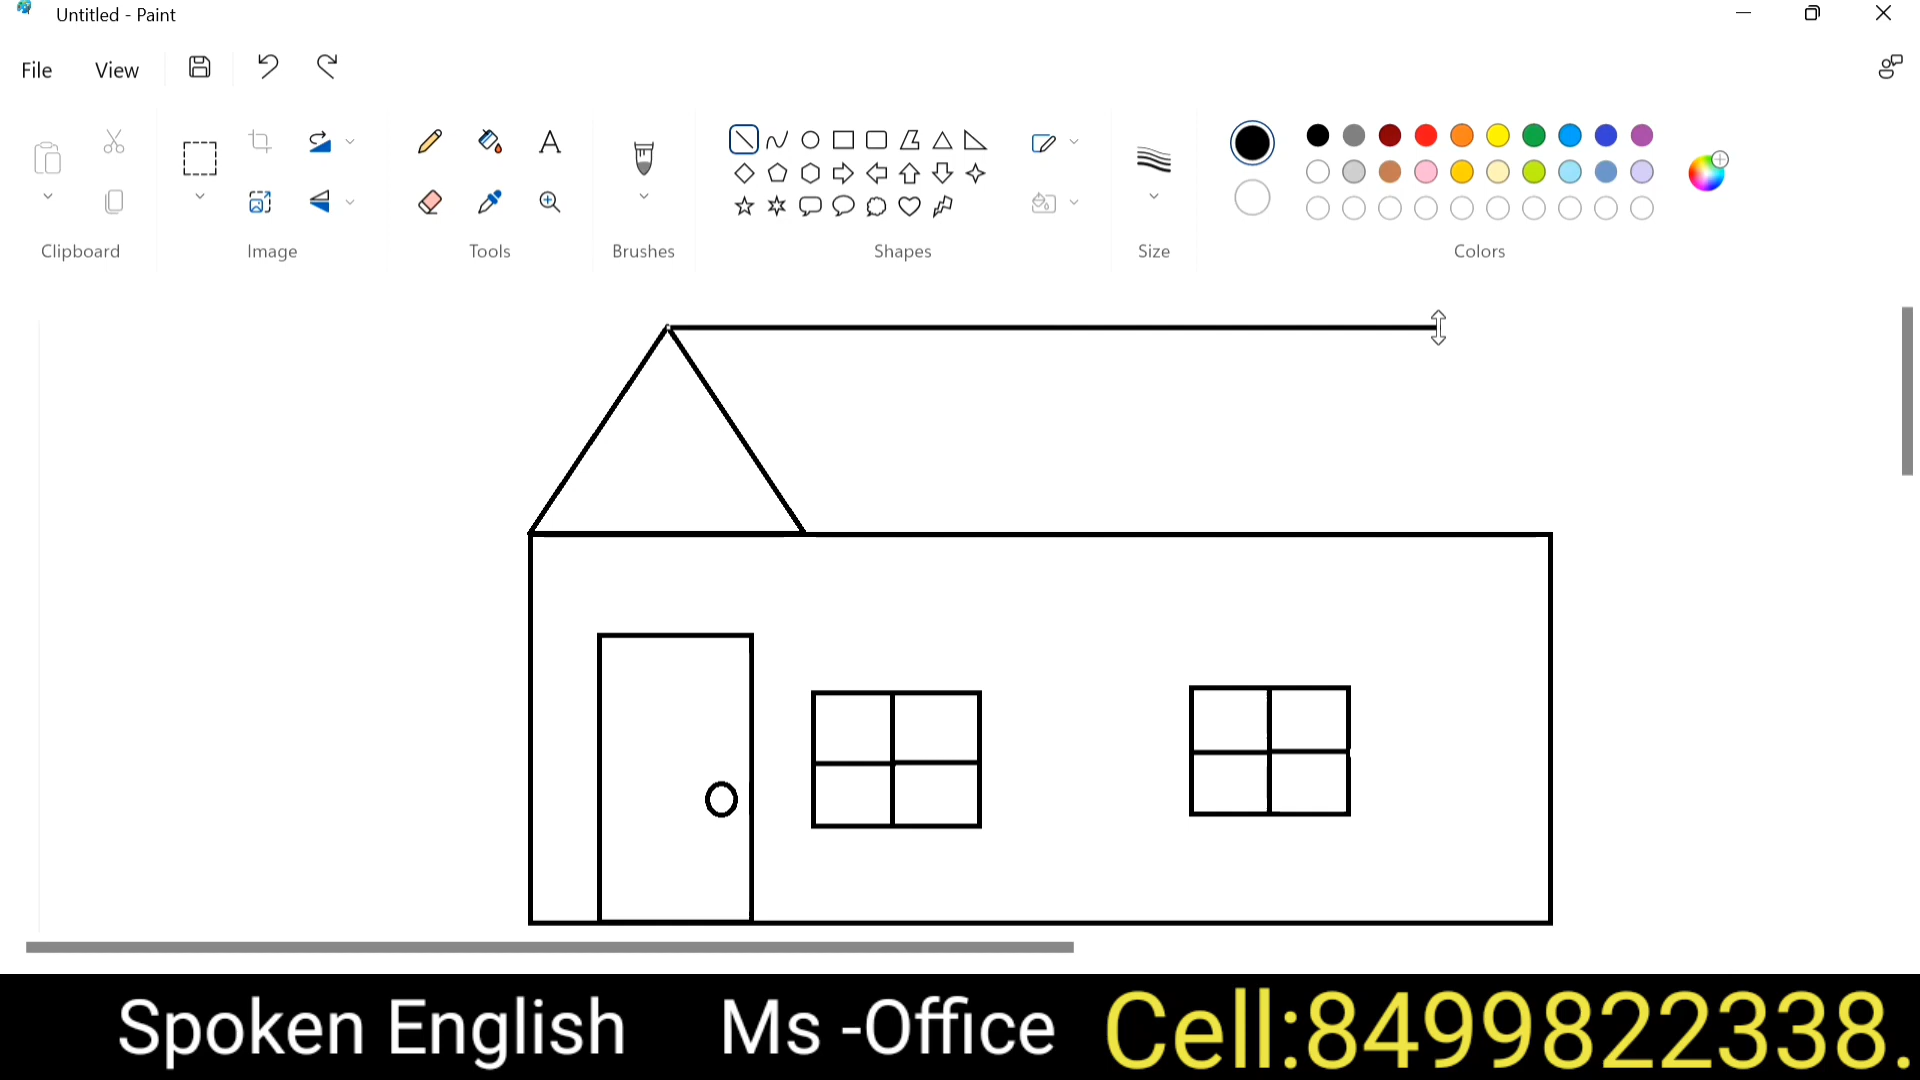 Untitled - Paint
File View
Clipboard Image Tools Brushes Shapes Size Colors
Spoken English Ms -Office Cell:8499822338.